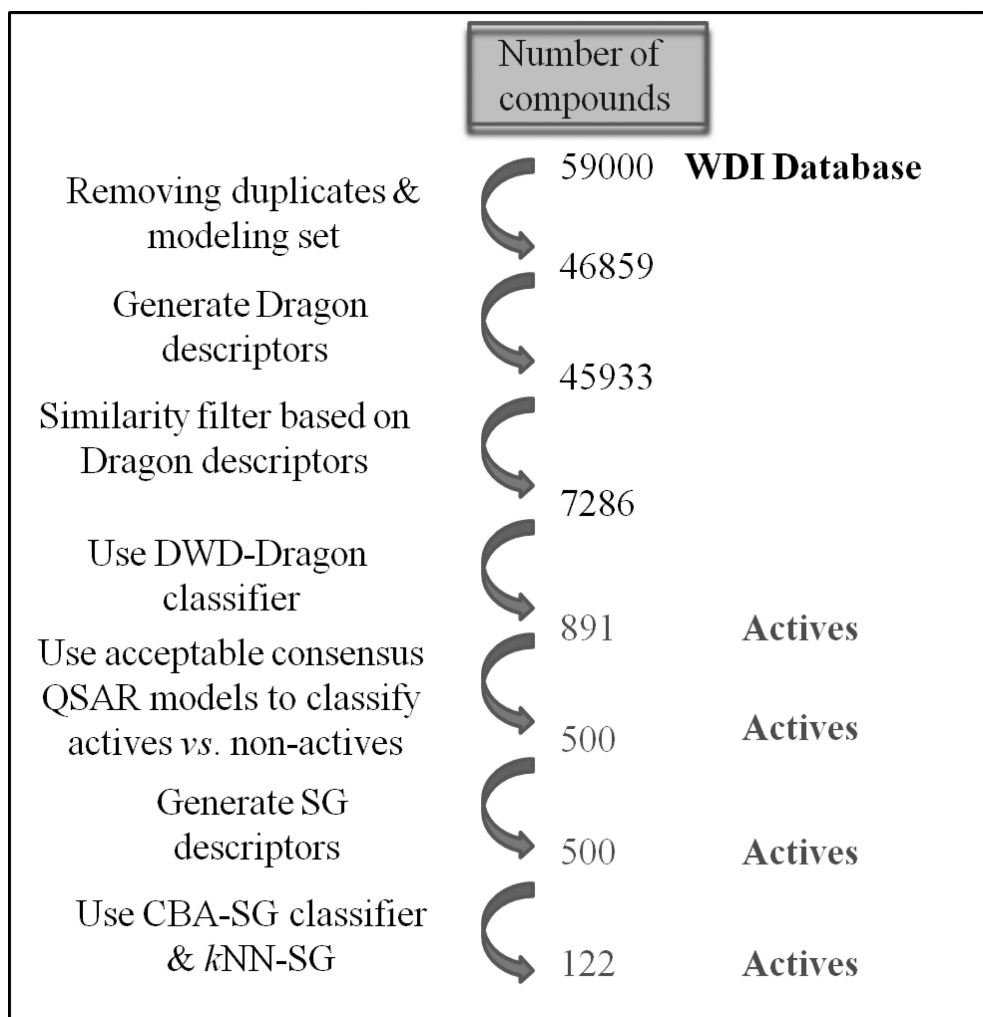 Number of
compounds
59000 WDI Database
Removing duplicates &
modeling set
46859
Generate Dragon
descriptors
45933
Similarity filter based on
Dragon descriptors
7286
Use DWD-Dragon
classifier
891 Actives
Use acceptable consensus
QSAR models to classify
actives vs. non-actives
500 Actives
Generate SG
descriptors
500 Actives
Use CBA-SG classifier
& kNN-SG
122 Actives